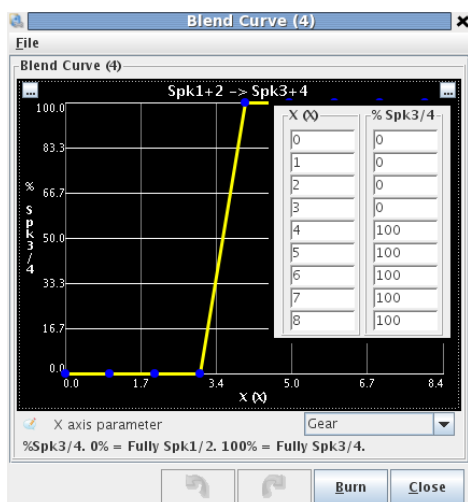 Blend Curve (4)
File
Blend Curve (4)
... Spk1+2 -> Spk3+4 ...
100.0
83.3
66.7
50.0
33.3
16.7
0.0
% Spk3/4
0.0 1.7 3.4 5.0 6.7 8.4
X (X)
X (X) % Spk3/4
0 0
1 0
2 0
3 0
4 100
5 100
6 100
7 100
8 100
X axis parameter Gear
%Spk3/4. 0% = Fully Spk1/2. 100% = Fully Spk3/4.
Burn Close